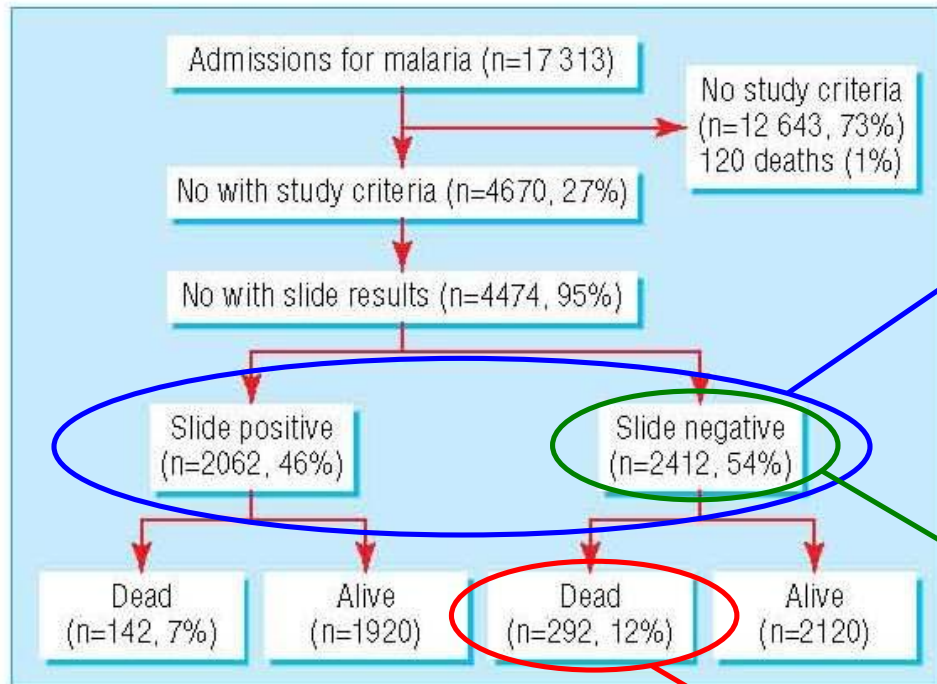 Admissions for malaria (n=17 313)
No study criteria
(n=12 643, 73%)
120 deaths (1%)
No with study criteria (n=4670, 27%)
No with slide results (n=4474, 95%)
Slide positive
(n=2062, 46%)
Slide negative
(n=2412, 54%)
Dead
(n=142, 7%)
Alive
(n=1920)
Dead
(n=292, 12%)
Alive
(n=2120)